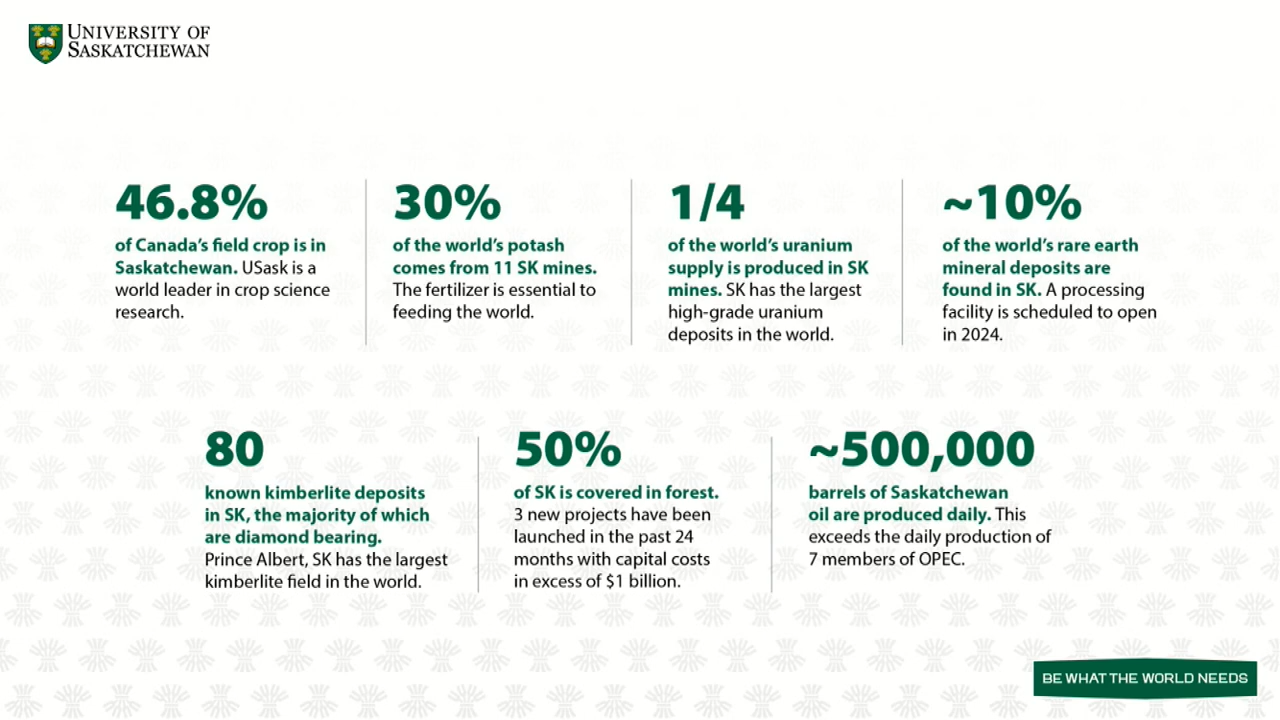 UNIVERSITY OF
SASKATCHEWAN
46.8%
of Canada's field crop is in
Saskatchewan. USask is a
world leader in crop science
research.
30%
of the world's potash
comes from 11 SK mines.
The fertilizer is essential to
feeding the world.
1/4
of the world's uranium
supply is produced in SK
mines. SK has the largest
high-grade uranium
deposits in the world.
~10%
of the world's rare earth
mineral deposits are
found in SK. A processing
facility is scheduled to open
in 2024.
80
known kimberlite deposits
in SK, the majority of which
are diamond bearing.
Prince Albert, SK has the largest
kimberlite field in the world.
50%
of SK is covered in forest.
3 new projects have been
launched in the past 24
months with capital costs
in excess of $1 billion.
~500,000
barrels of Saskatchewan
oil are produced daily. This
exceeds the daily production of
7 members of OPEC.
BE WHAT THE WORLD NEEDS